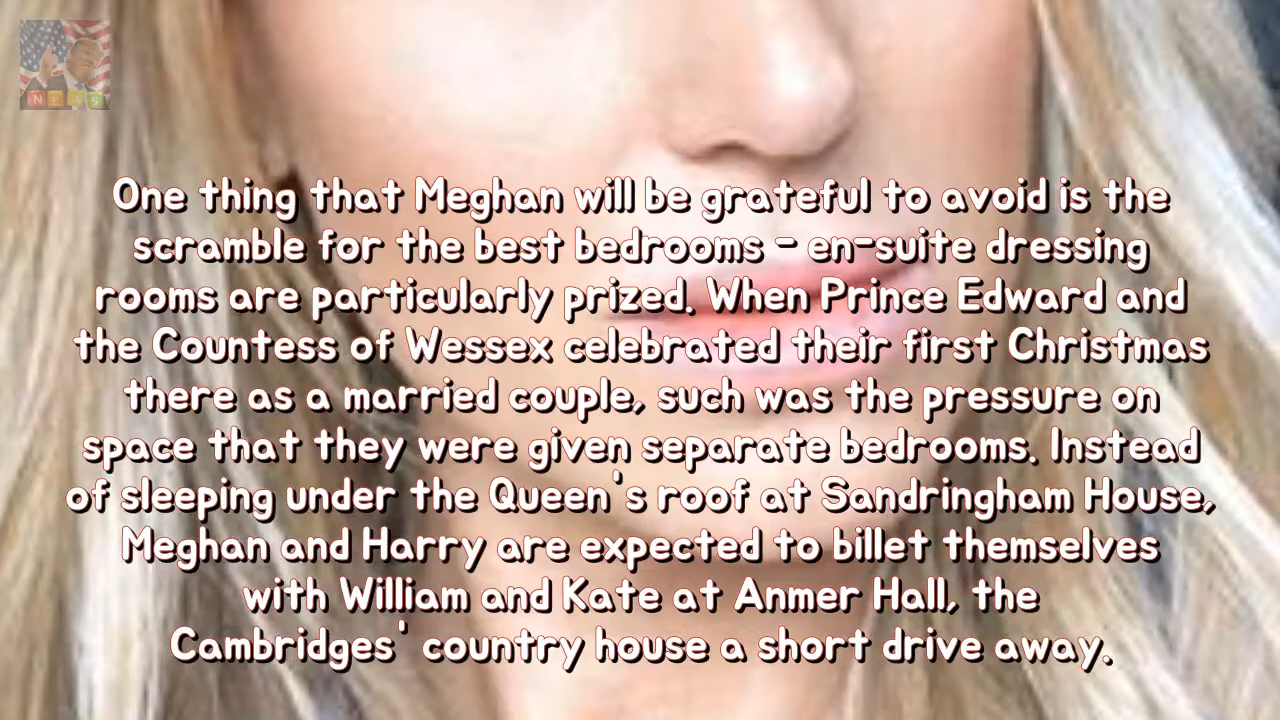 NEWS
One thing that Meghan will be grateful to avoid is the
scramble for the best bedrooms - en-suite dressing
rooms are particularly prized. When Prince Edward and
the Countess of Wessex celebrated their first Christmas
there as a married couple, such was the pressure on
space that they were given separate bedrooms. Instead
of sleeping under the Queen's roof at Sandringham House,
Meghan and Harry are expected to billet themselves
with William and Kate at Anmer Hall, the
Cambridges' country house a short drive away.